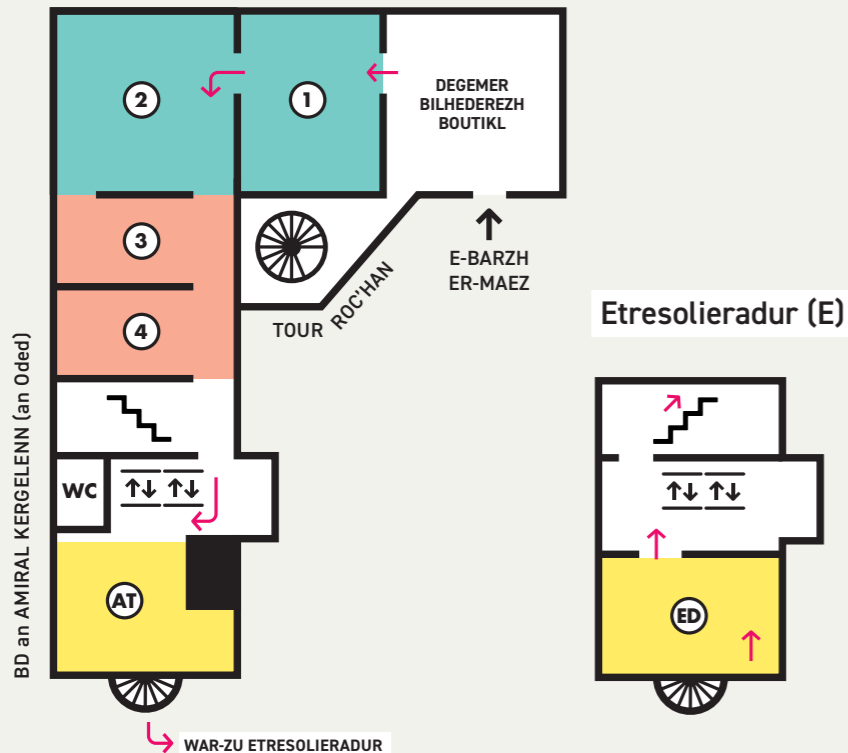 2
1
DEGEMER
BILHEDEREZH
BOUTIKL
3
4
E-BARZH
ER-MAEZ
TOUR ROC'HAN
BD an AMIRAL KERGELENN (an Oded)
WC
AT
WAR-ZU ETRESOLIERADUR
Etresolieradur (E)
ED